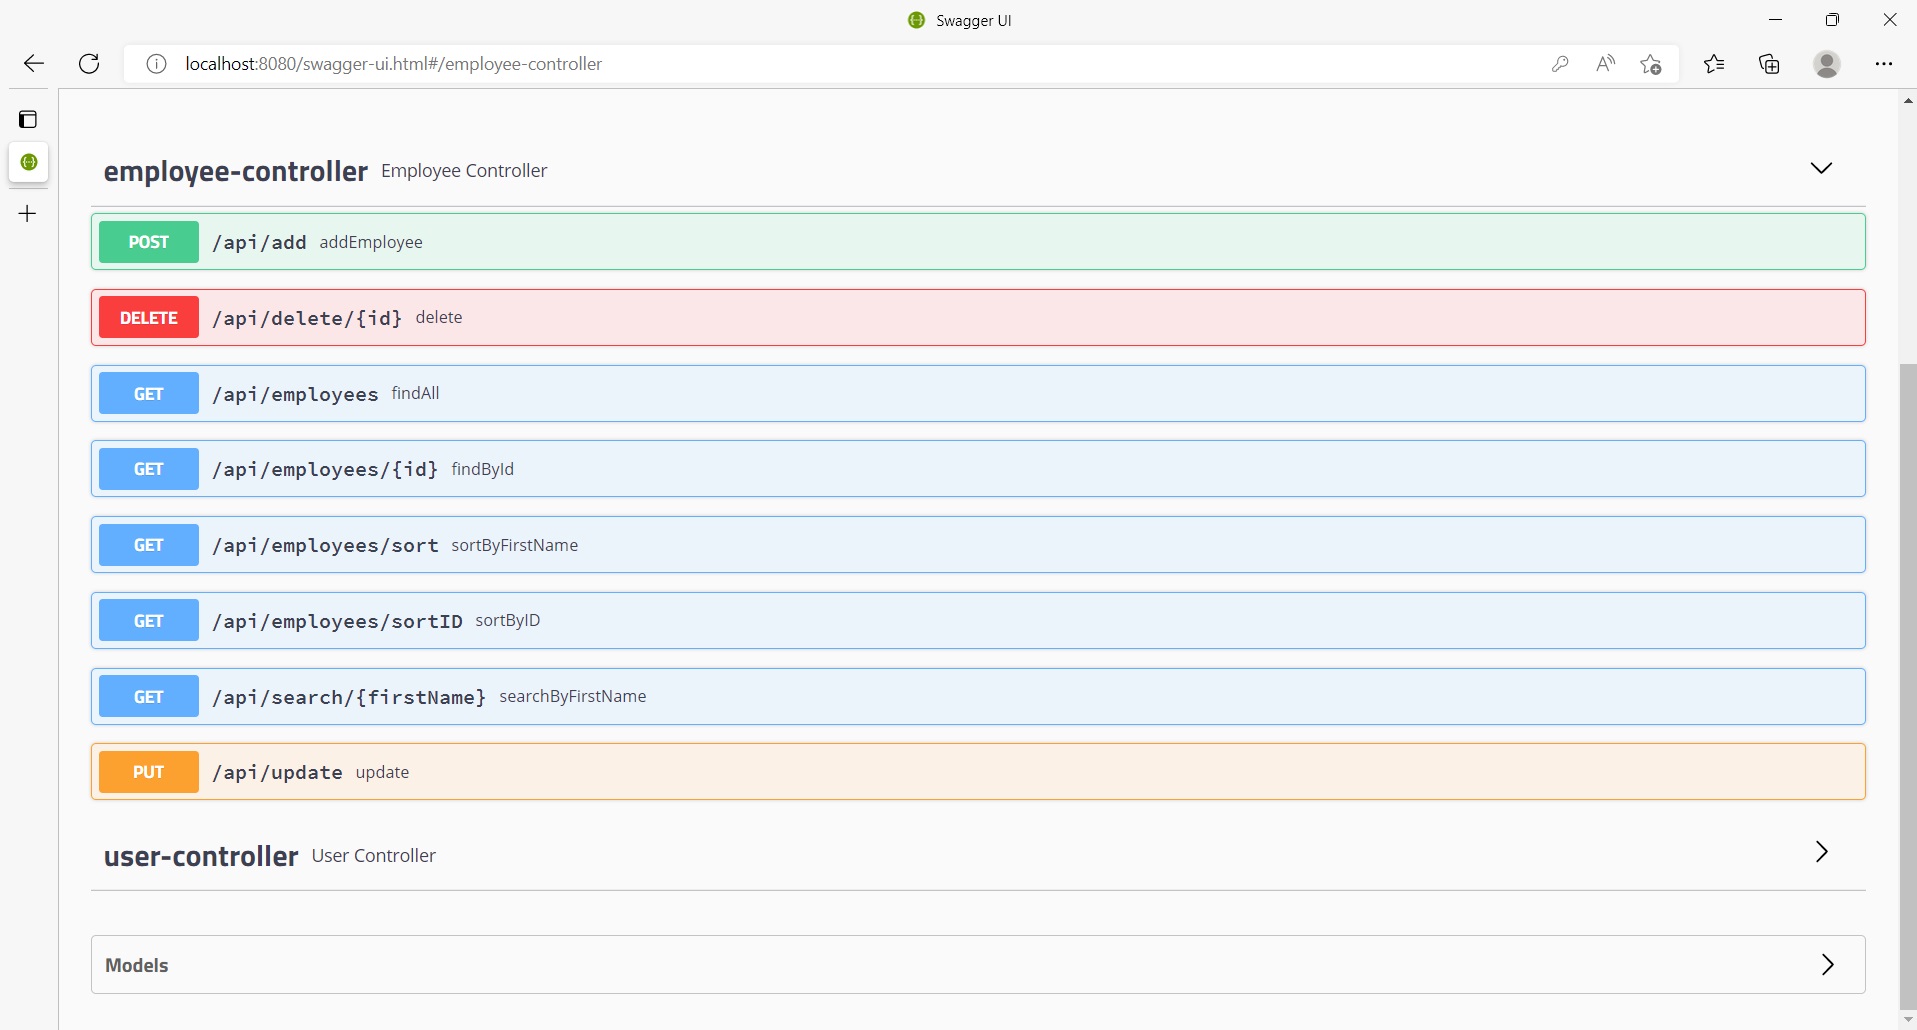 Swagger UI
localhost:8080/swagger-ui.html#/employee-controller
employee-controller Employee Controller
POST /api/add addEmployee
DELETE /api/delete/{id} delete
GET /api/employees findAll
GET /api/employees/{id} findById
GET /api/employees/sort sortByFirstName
GET /api/employees/sortID sortByID
GET /api/search/{firstName} searchByFirstName
PUT /api/update update
user-controller User Controller
Models